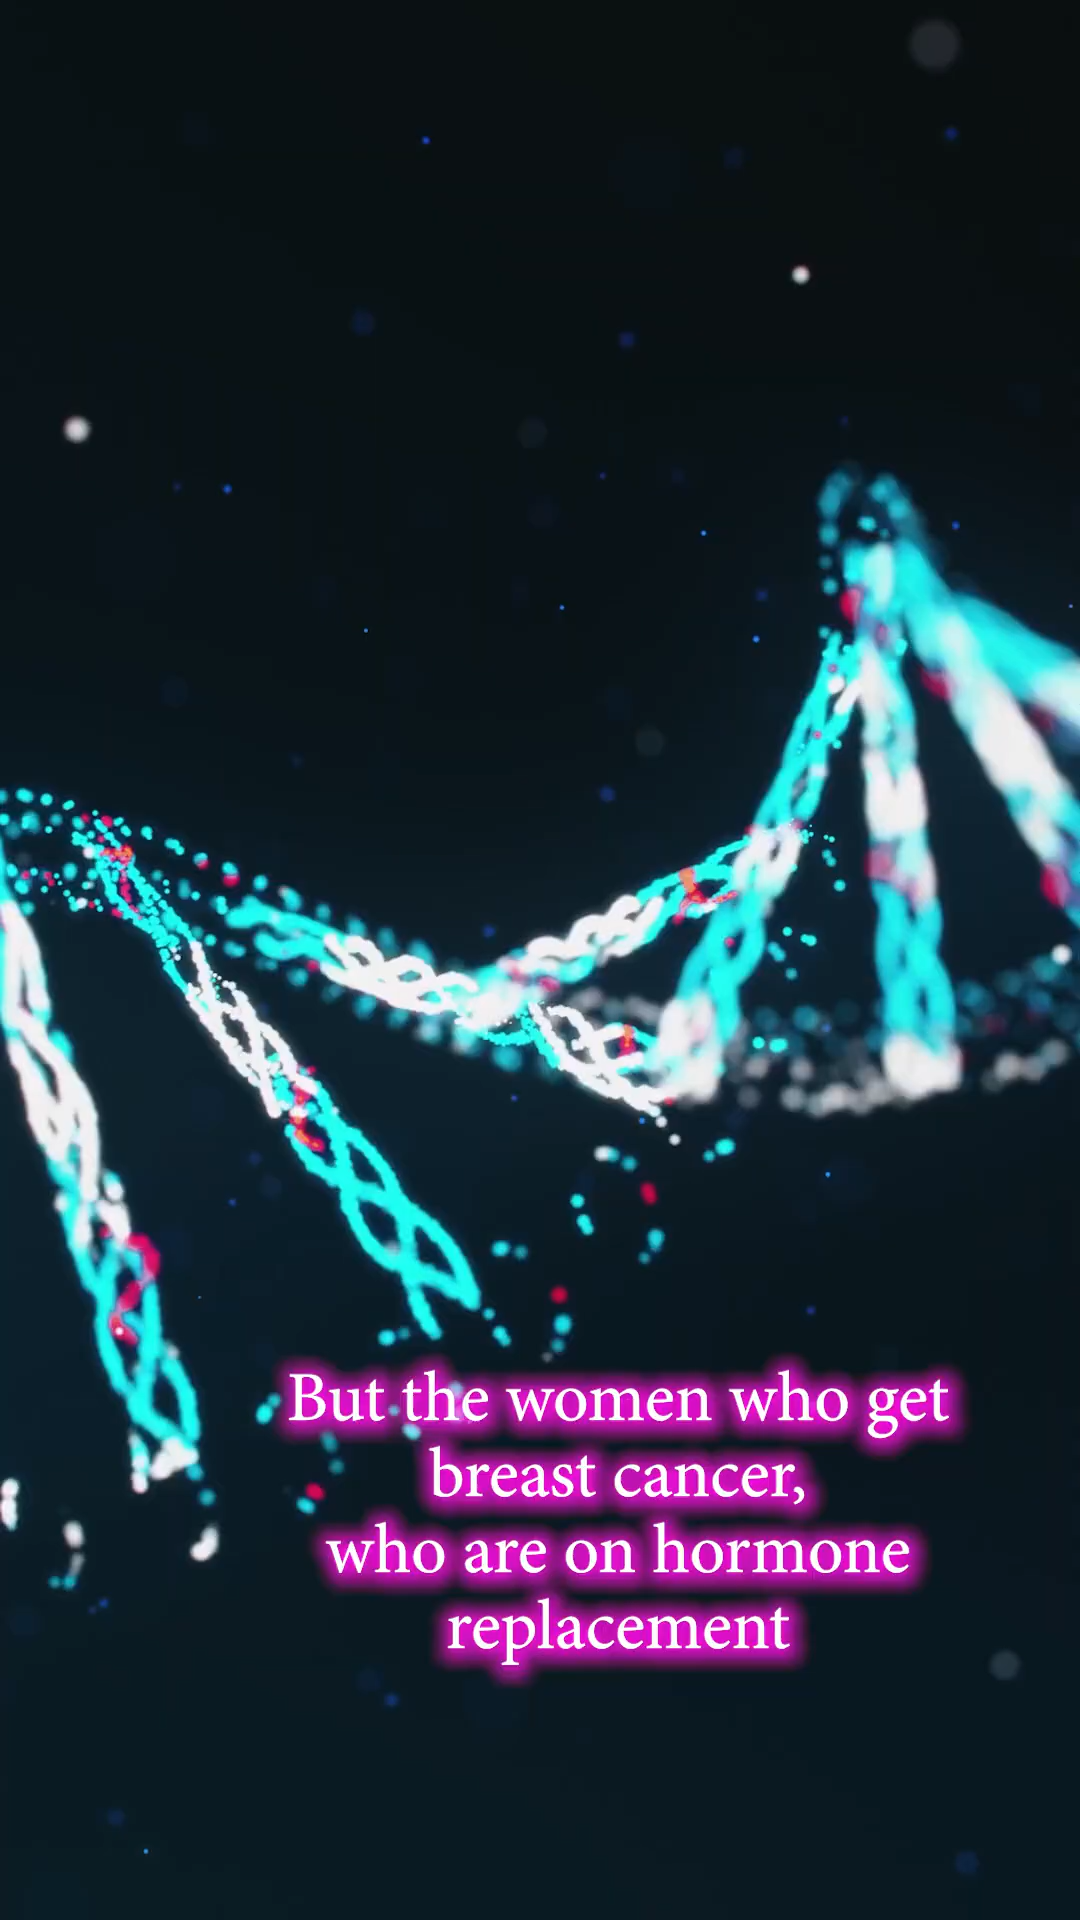 But the women who get
breast cancer,
who are on hormone
replacement